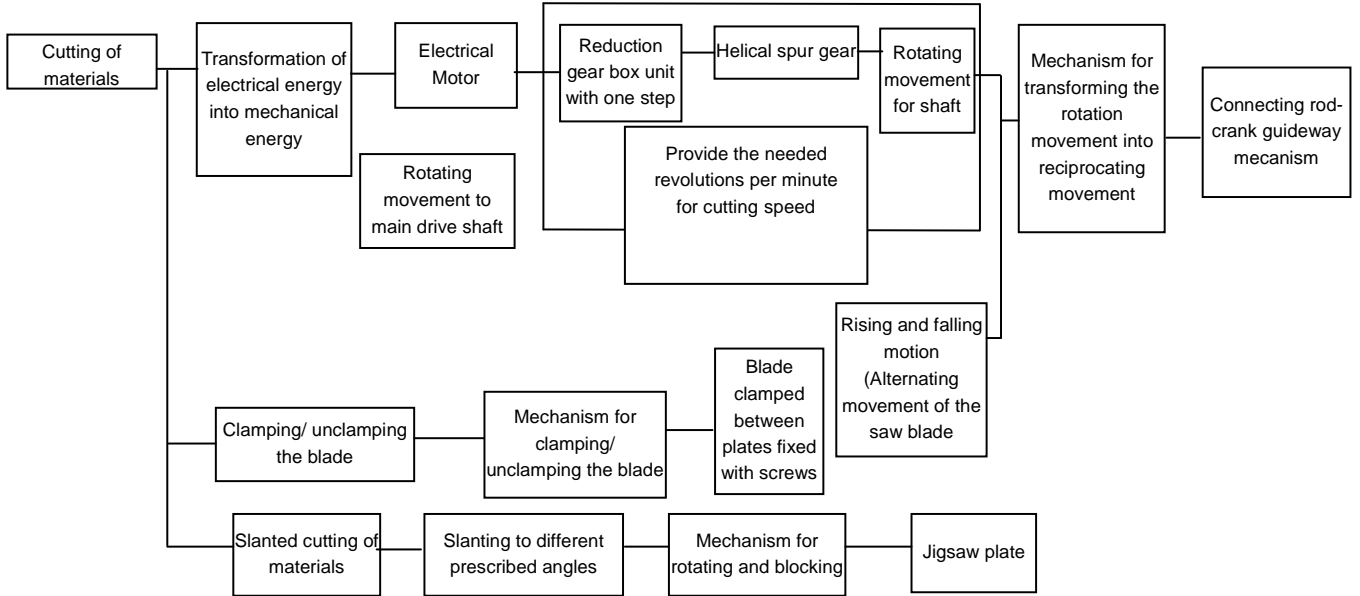 Cutting of
materials
Transformation of
electrical energy
into mechanical
energy
Electrical
Motor
Reduction
gear box unit
with one step
Helical spur gear
Rotating
movement
for shaft
Mechanism for
transforming the
rotation
movement into
reciprocating
movement
Connecting rod-
crank guideway
mecanism
Rotating
movement to
main drive shaft
Provide the needed
revolutions per minute
for cutting speed
Rising and falling
motion
(Alternating
movement of the
saw blade
Clamping/ unclamping
the blade
Mechanism for
clamping/
unclamping the blade
Blade
clamped
between
plates fixed
with screws
Slanted cutting of
materials
Slanting to different
prescribed angles
Mechanism for
rotating and blocking
Jigsaw plate